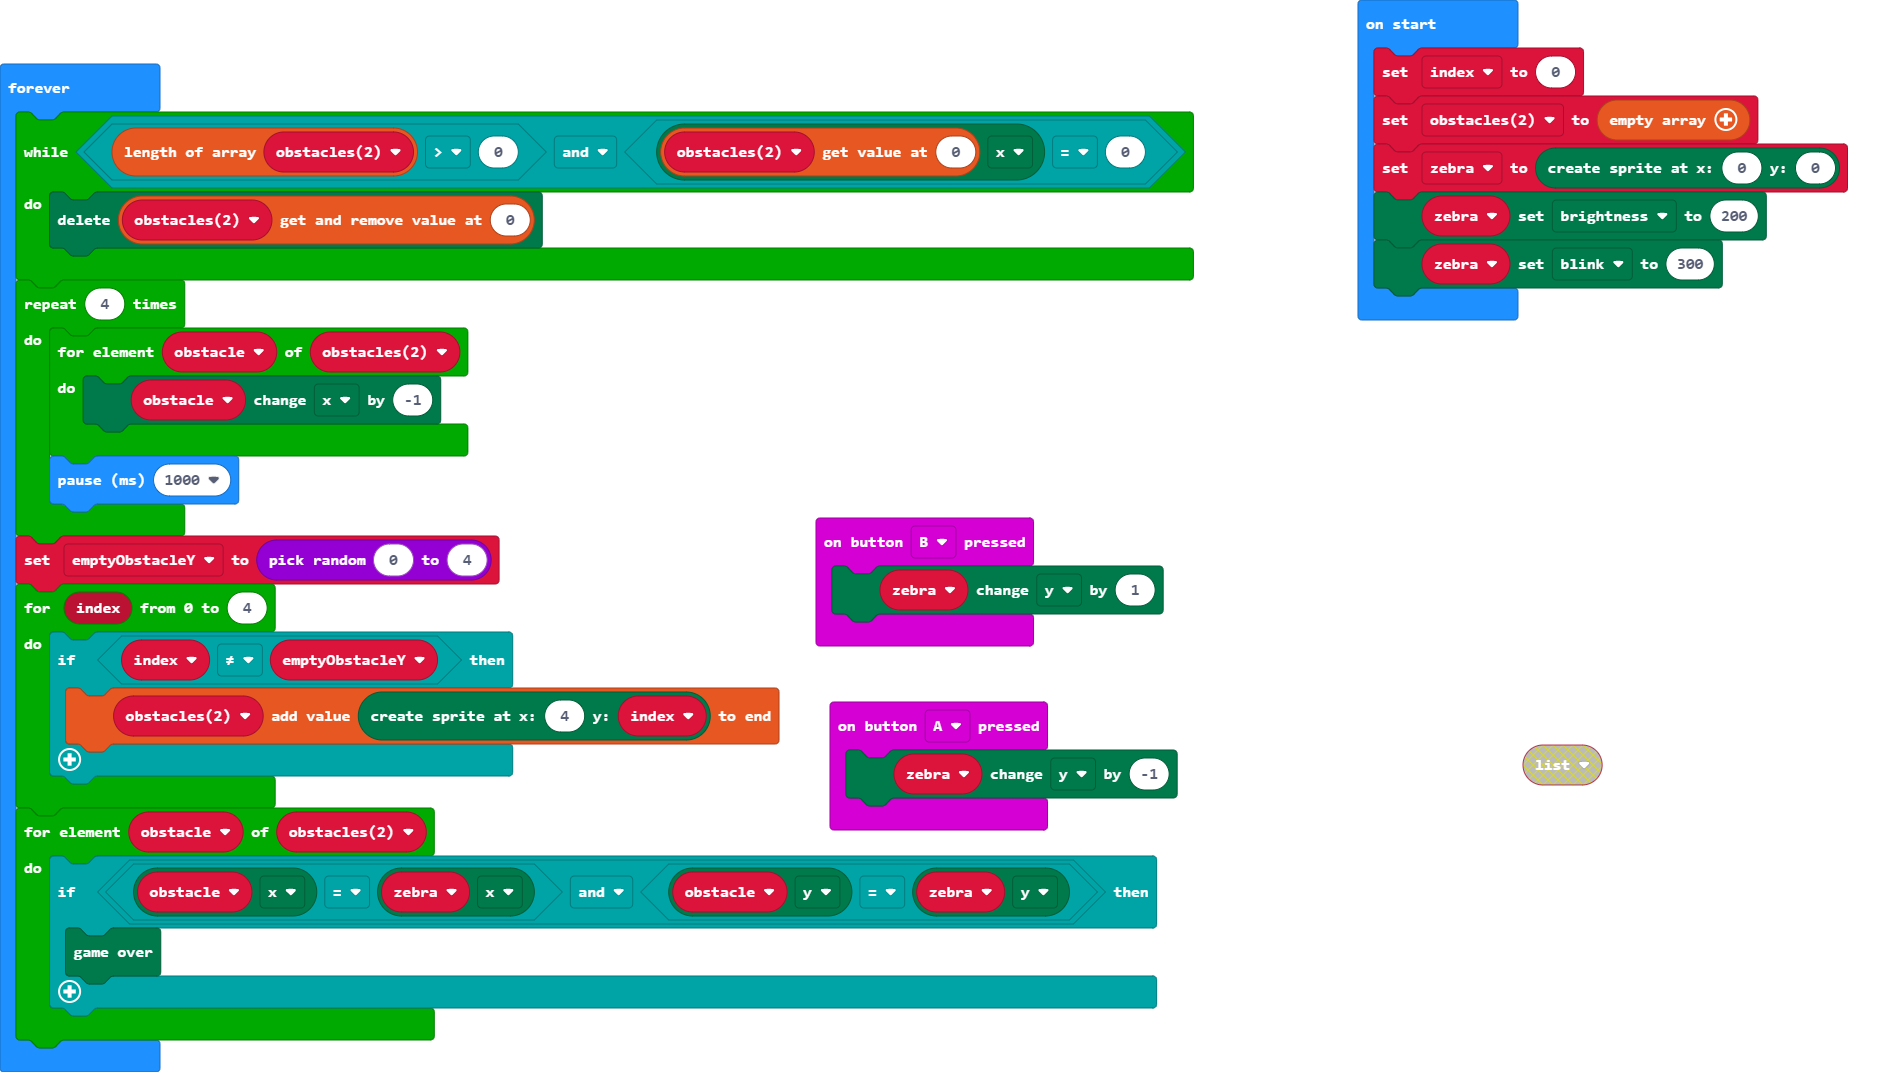 forever
while length of array obstacles(2) > 0 and obstacles(2) get value at 0 x = 0
do delete obstacles(2) get and remove value at 0
repeat 4 times
do for element obstacle of obstacles(2)
do obstacle change x by -1
pause (ms) 1000
set emptyObstacleY to pick random 0 to 4
for index from 0 to 4
do if index ≠ emptyObstacleY then
obstacles(2) add value create sprite at x: 4 y: index to end
for element obstacle of obstacles(2)
do if obstacle x = zebra x and obstacle y = zebra y then
game over
on button B pressed
zebra change y by 1
on button A pressed
zebra change y by -1
on start
set index to 0
set obstacles(2) to empty array
set zebra to create sprite at x: 0 y: 0
zebra set brightness to 200
zebra set blink to 300
list